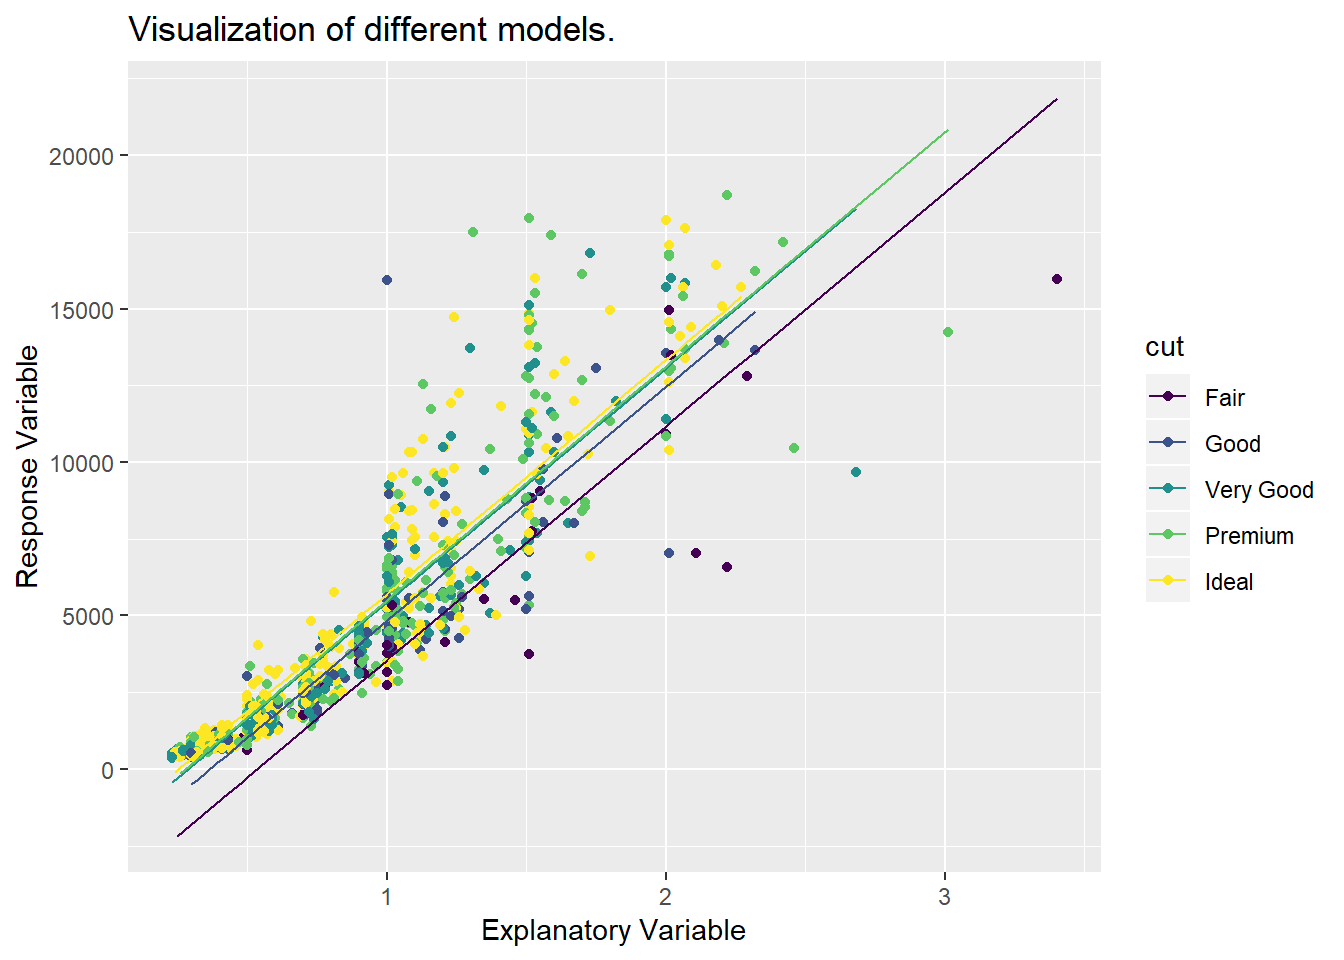 Visualization of different models.
Response Variable
20000
15000
10000
5000
0
1 2 3
Explanatory Variable
cut
Fair
Good
Very Good
Premium
Ideal